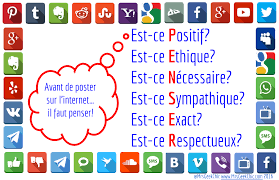 Est-ce Positif?
Est-ce Ethique?
Est-ce Nécessaire?
Est-ce Sympathique?
Est-ce Exact?
Est-ce Respectueux?
Avant de poster
sur l'internet...
il faut penser!